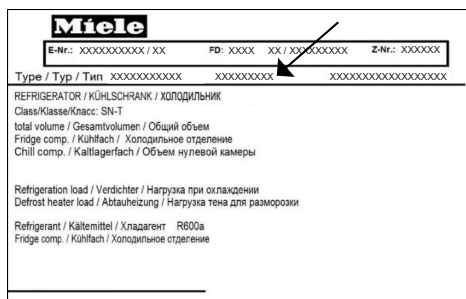 Miele
E-Nr.: XXXXXXXXXX / XX FD: XXXX XX / XXXXXXXXX Z-Nr.: XXXXXX
Type / Typ / Тип XXXXXXXXXXX XXXXXXXXX XXXXXXXXXXXXXXXXXX
REFRIGERATOR / KÜHLSCHRANK / ХОЛОДИЛЬНИК
Class/Klasse/Класс: SN-T
total volume / Gesamtvolumen / Общий объем
Fridge comp. / Kühlfach / Холодильное отделение
Chill comp. / Kaltlagerfach / Объем нулевой камеры
Refrigeration load / Verdichter / Нагрузка при охлаждении
Defrost heater load / Abtauheizung / Нагрузка тена для разморозки
Refrigerant / Kältemittel / Хладагент R600a
Fridge comp. / Kühlfach / Холодильное отделение